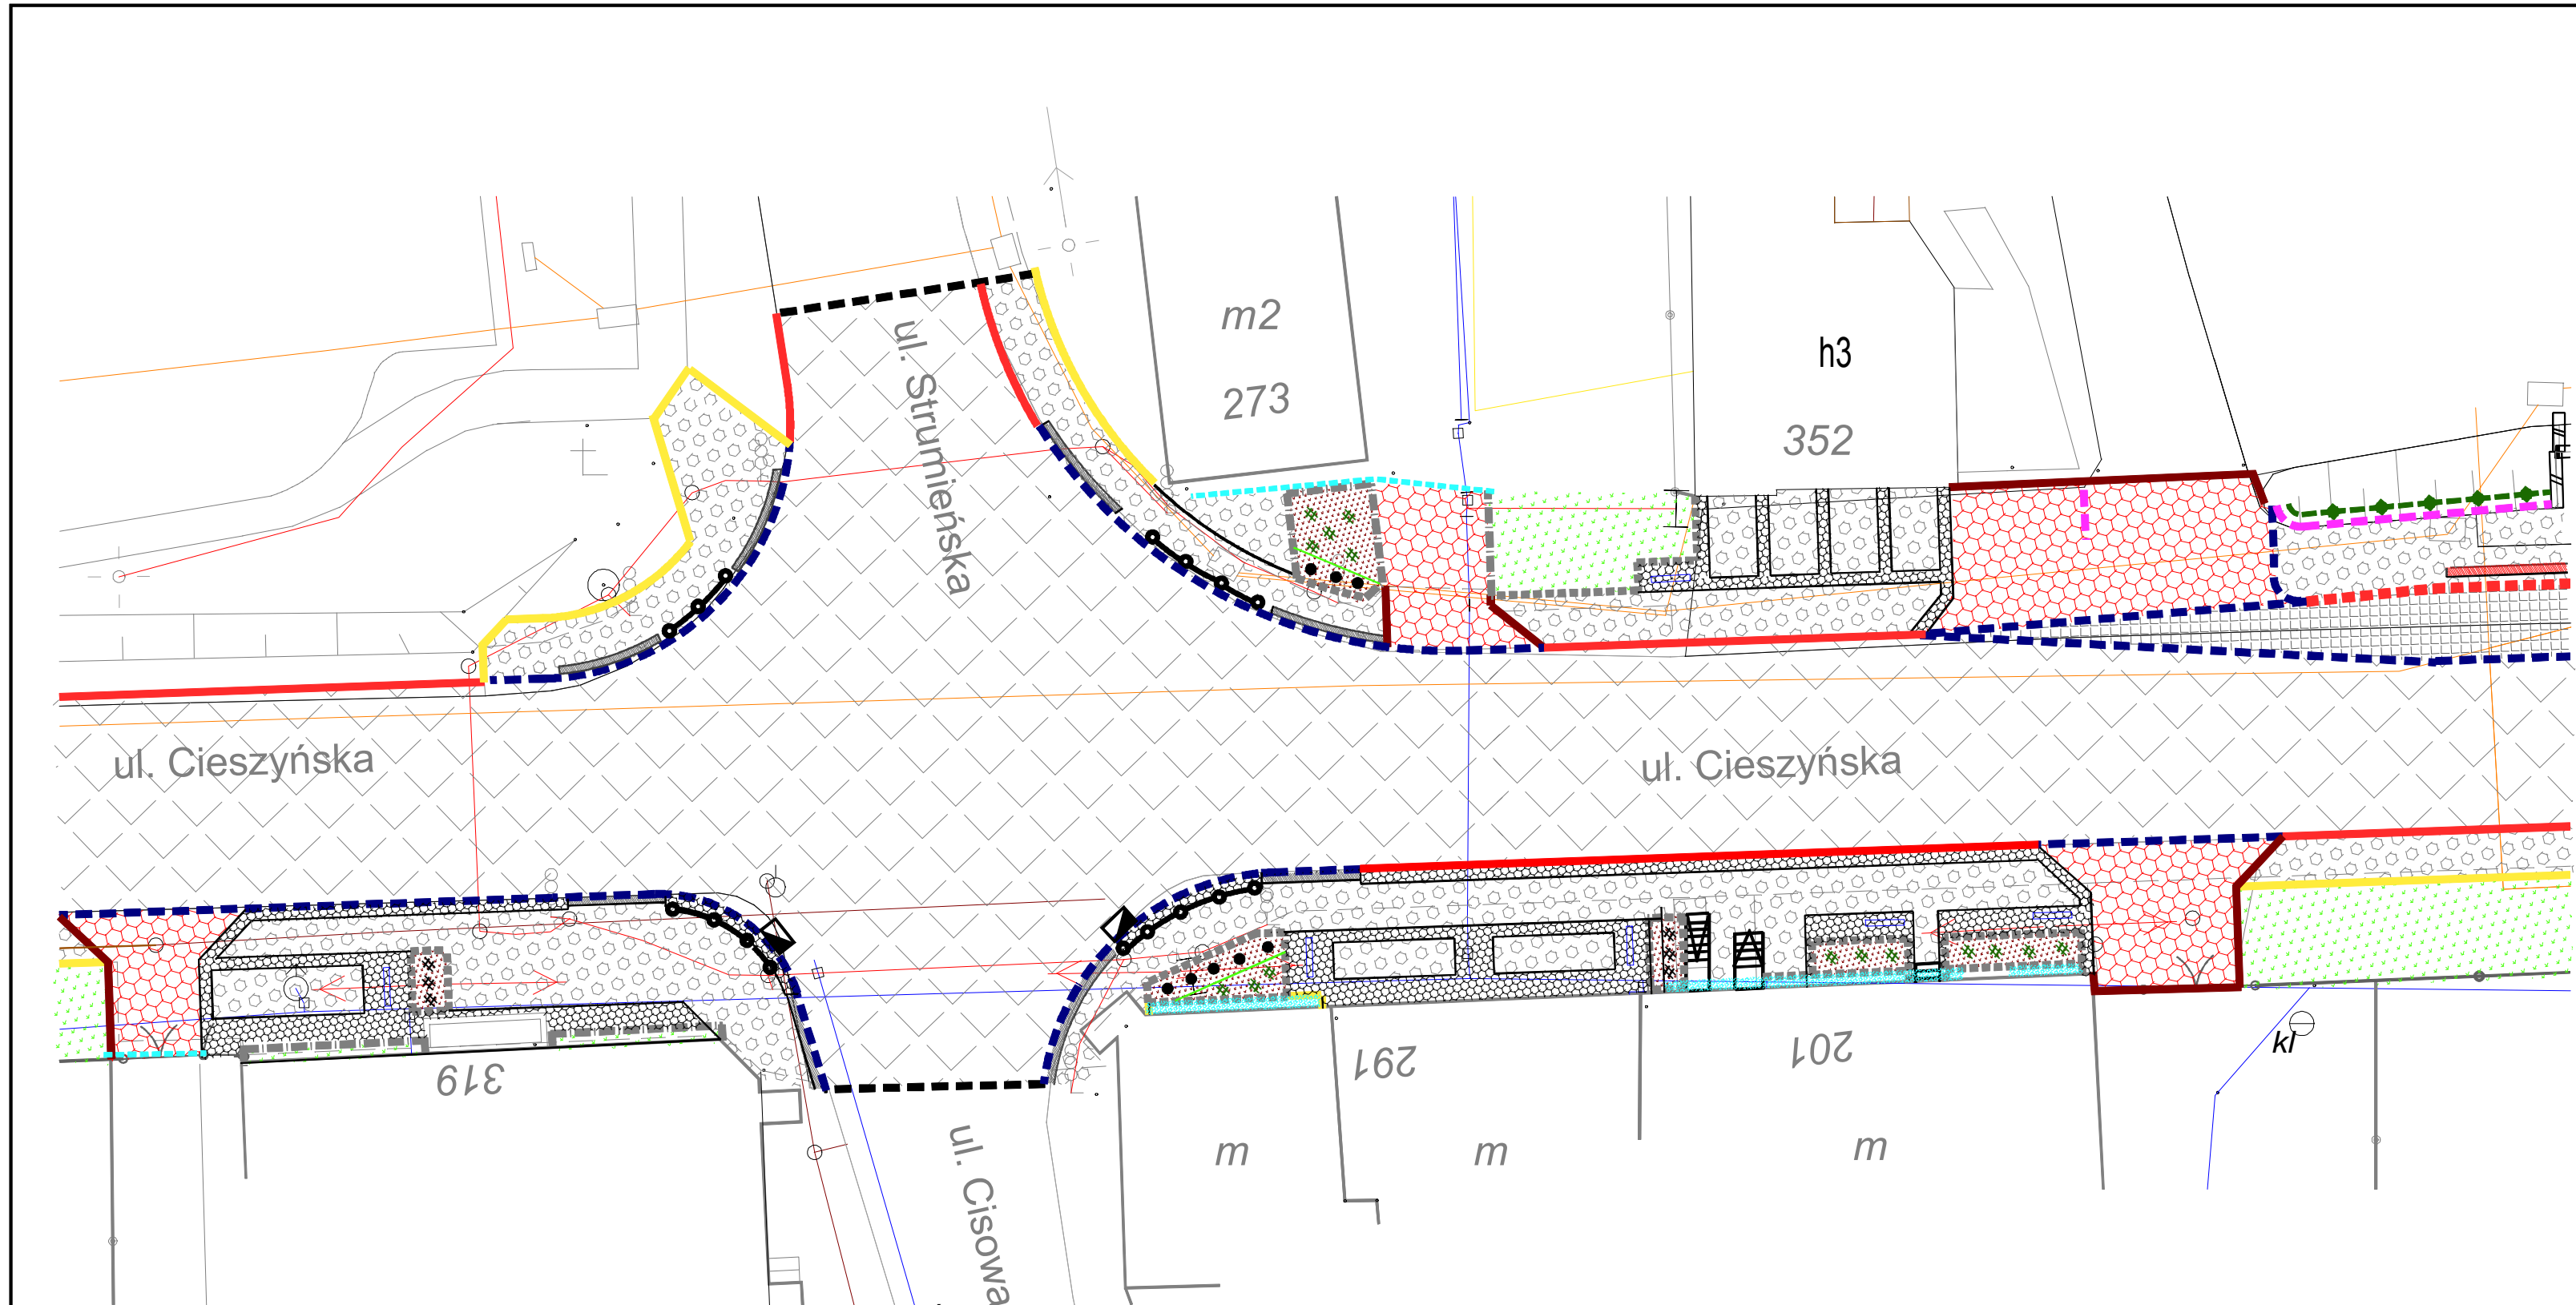 ul. Strumieńska
m2
273
h3
352
ul. Cieszyńska
ul. Cieszyńska
319
291
201
kl
m
m
m
ul. Cisowa